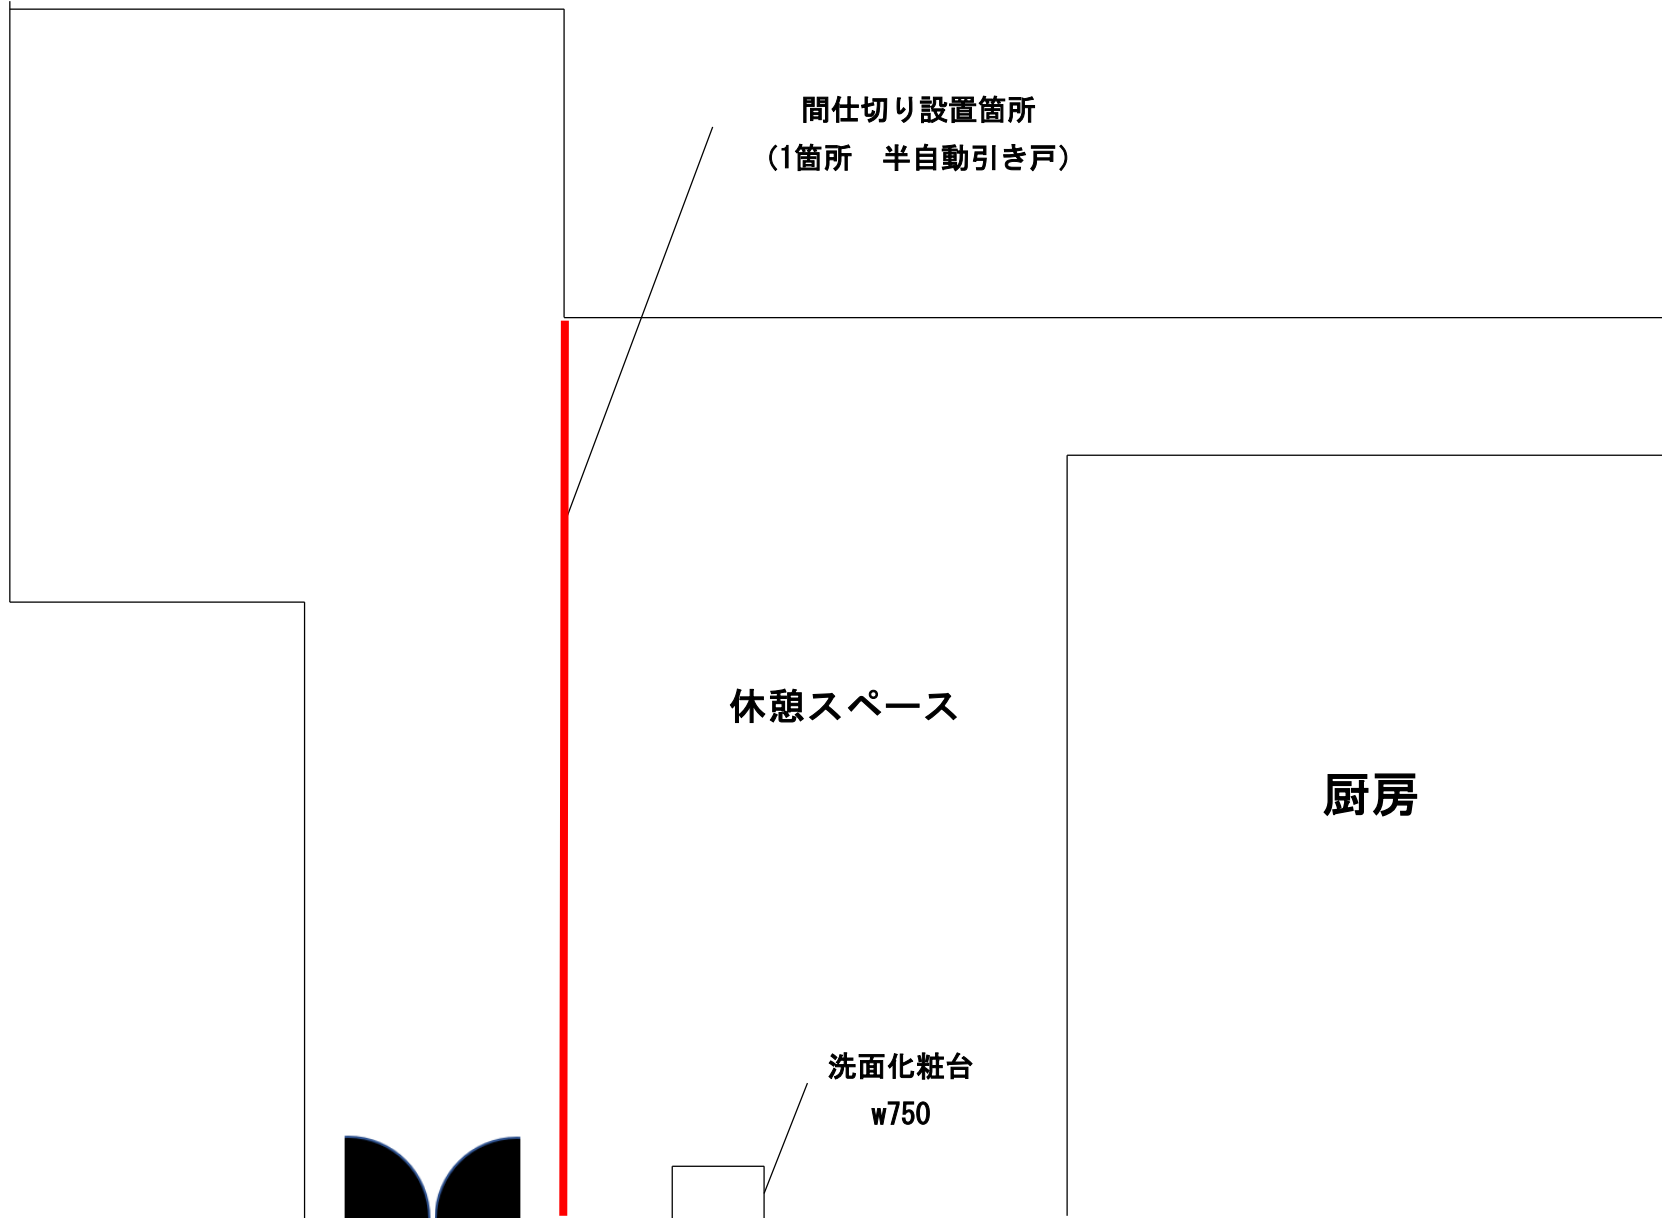 間仕切り設置箇所
（1箇所　半自動引き戸）
休憩スペース
厨房
洗面化粧台
w750